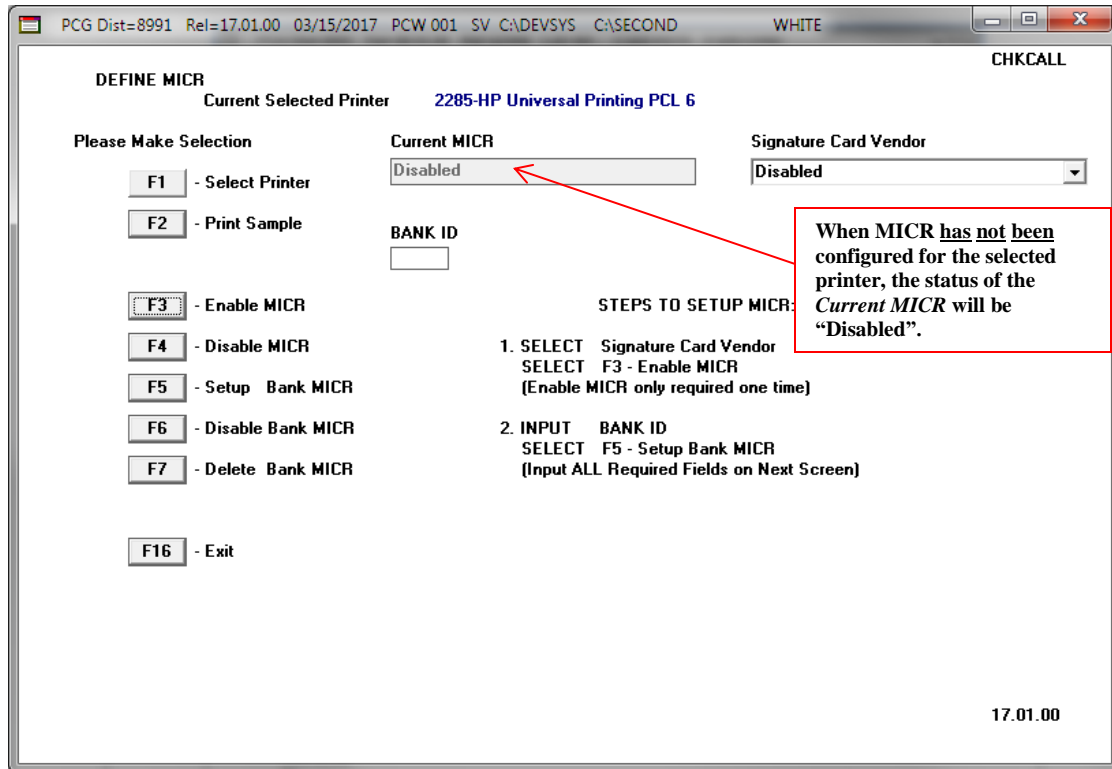 PCG Dist=8991 Rel=17.01.00 03/15/2017 PCW 001 SV C:\DEVSYS C:\SECOND WHITE
CHKCALL
DEFINE MICR
Current Selected Printer 2285-HP Universal Printing PCL 6
Please Make Selection
Current MICR
Signature Card Vendor
Disabled
Disabled
F1 - Select Printer
F2 - Print Sample
BANK ID
When MICR has not been
configured for the selected
printer, the status of the
Current MICR will be
“Disabled”.
F3 - Enable MICR
STEPS TO SETUP MICR:
F4 - Disable MICR
1. SELECT Signature Card Vendor
SELECT F3 - Enable MICR
F5 - Setup Bank MICR
(Enable MICR only required one time)
F6 - Disable Bank MICR
2. INPUT BANK ID
SELECT F5 - Setup Bank MICR
F7 - Delete Bank MICR
(Input ALL Required Fields on Next Screen)
F16 - Exit
17.01.00